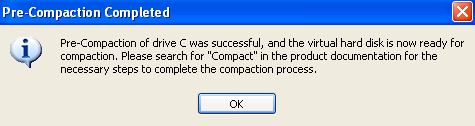 Pre-Compaction Completed
Pre-Compaction of drive C was successful, and the virtual hard disk is now ready for
compaction. Please search for "Compact" in the product documentation for the
necessary steps to complete the compaction process.
OK